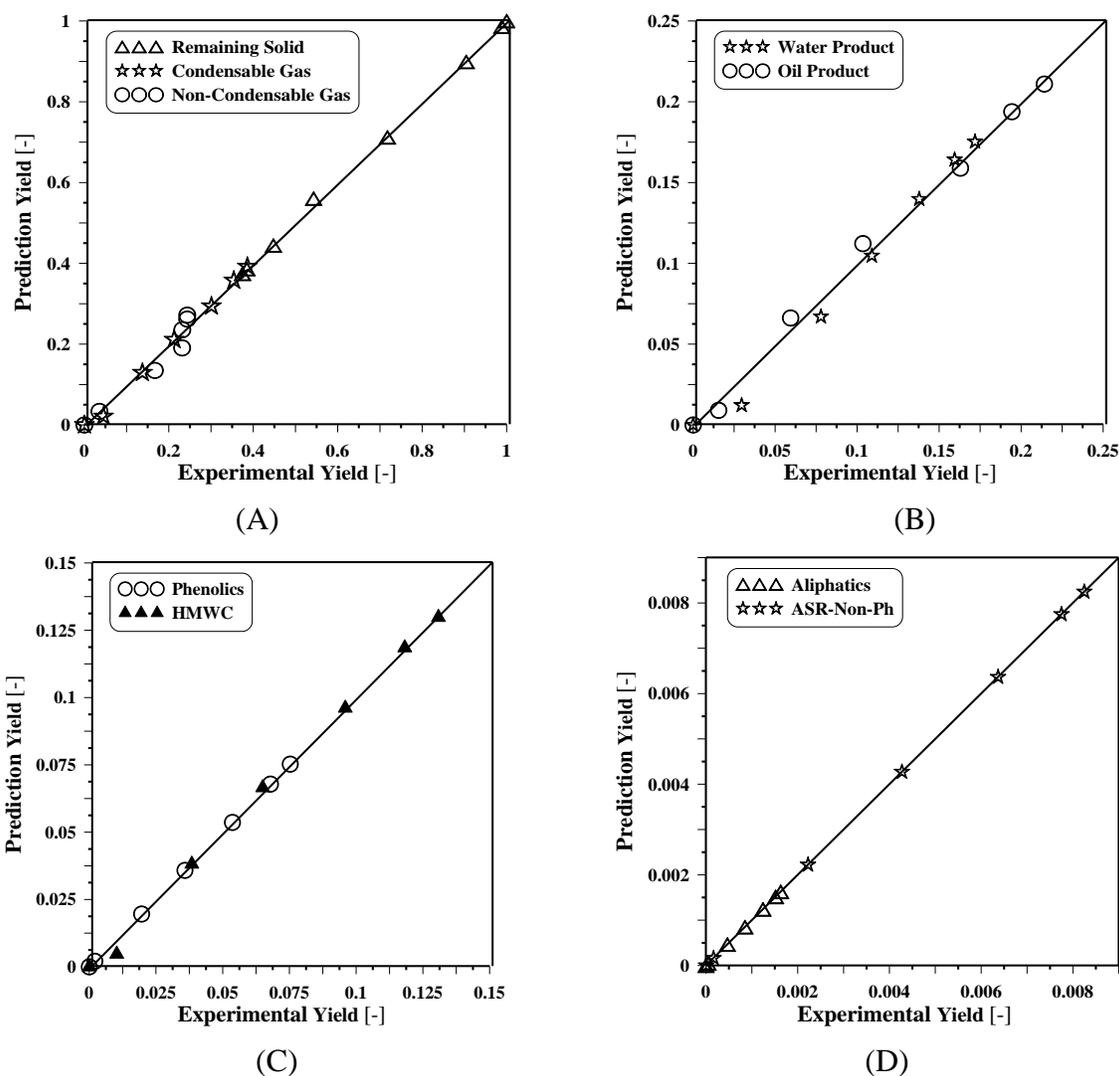 1
Remaining Solid
Condensable Gas
Non-Condensable Gas
0.8
0.6
0.4
0.2
0
Prediction Yield [-]
0 0.2 0.4 0.6 0.8 1
Experimental Yield [-]
(A)
0.25
Water Product
Oil Product
0.2
0.15
0.1
0.05
0
Prediction Yield [-]
0 0.05 0.1 0.15 0.2 0.25
Experimental Yield [-]
(B)
0.15
Phenolics
HMWC
0.125
0.1
0.075
0.05
0.025
0
Prediction Yield [-]
0 0.025 0.05 0.075 0.1 0.125 0.15
Experimental Yield [-]
(C)
Aliphatics
ASR-Non-Ph
0.008
0.006
0.004
0.002
0
Prediction Yield [-]
0 0.002 0.004 0.006 0.008
Experimental Yield [-]
(D)